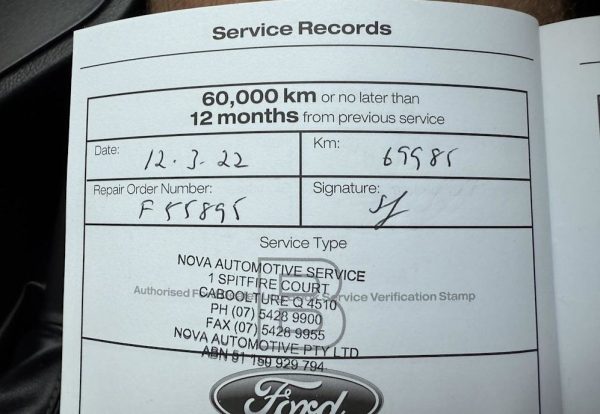 Service Records
60,000 km or no later than
12 months from previous service
Date: 12.3.22 Km: 69985
Repair Order Number: F55895 Signature:
Service Type
B
NOVA AUTOMOTIVE SERVICE
1 SPITFIRE COURT
CABOOLTURE Q 4510
Authorised Service Verification Stamp
PH (07) 5428 9900
FAX (07) 5428 9955
NOVA AUTOMOTIVE PTY LTD
ABN 91 150 929 794
Ford